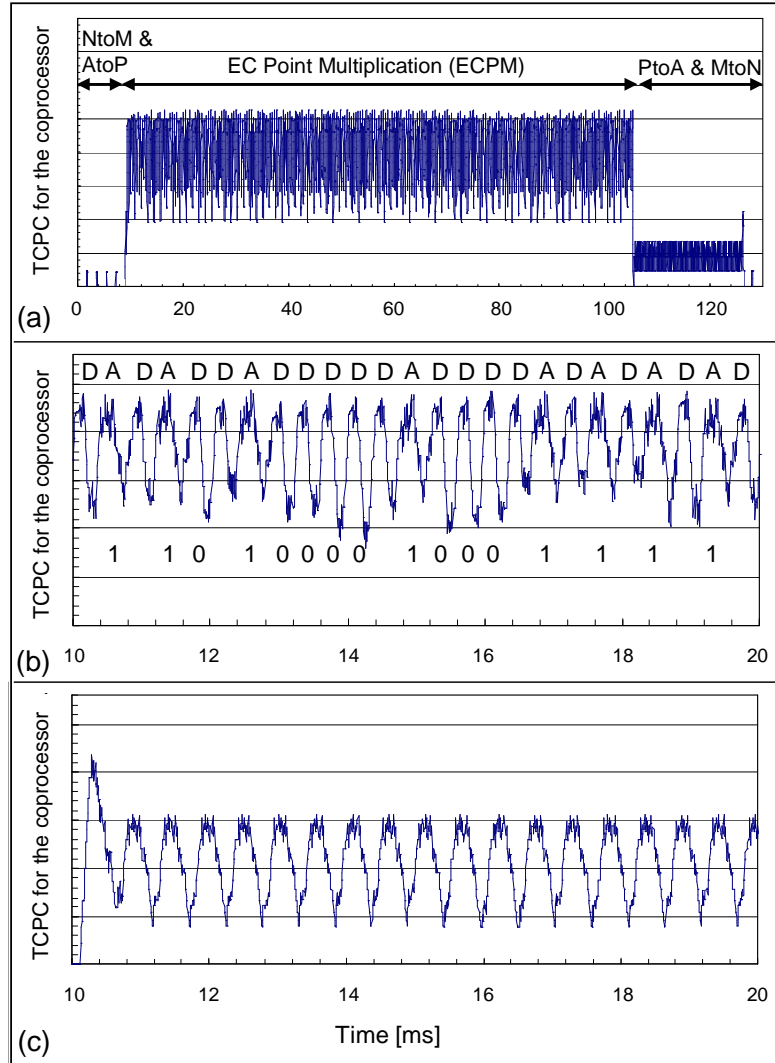 NtoM &
AtoP
EC Point Multiplication (ECPM)
PtoA & MtoN
TCPC for the coprocessor
0 20 40 60 80 100 120
(a)
D A D A D D A D D D D D A D D D D A D A D A D A D
TCPC for the coprocessor
1 1 0 1 0 0 0 0 1 0 0 0 1 1 1 1
10 12 14 16 18 20
(b)
TCPC for the coprocessor
10 12 14 16 18 20
Time [ms]
(c)